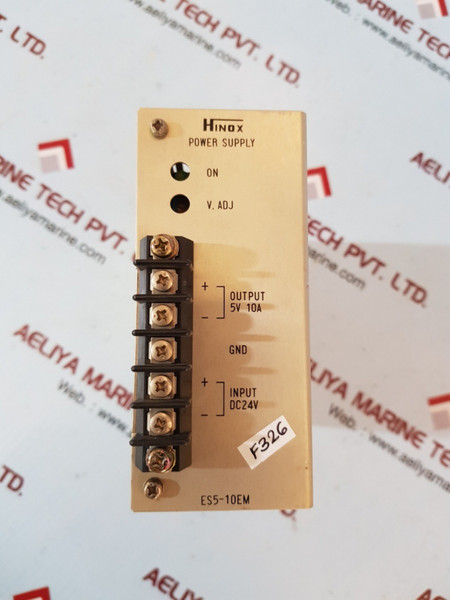 HINOX
POWER SUPPLY
ON
V. ADJ
+
OUTPUT
5V 10A
-
GND
+
INPUT
DC24V
-
F326
ES5-10EM
AELIYA MARINE TECH PVT. LTD.
Web. : www.aeliyamarine.com